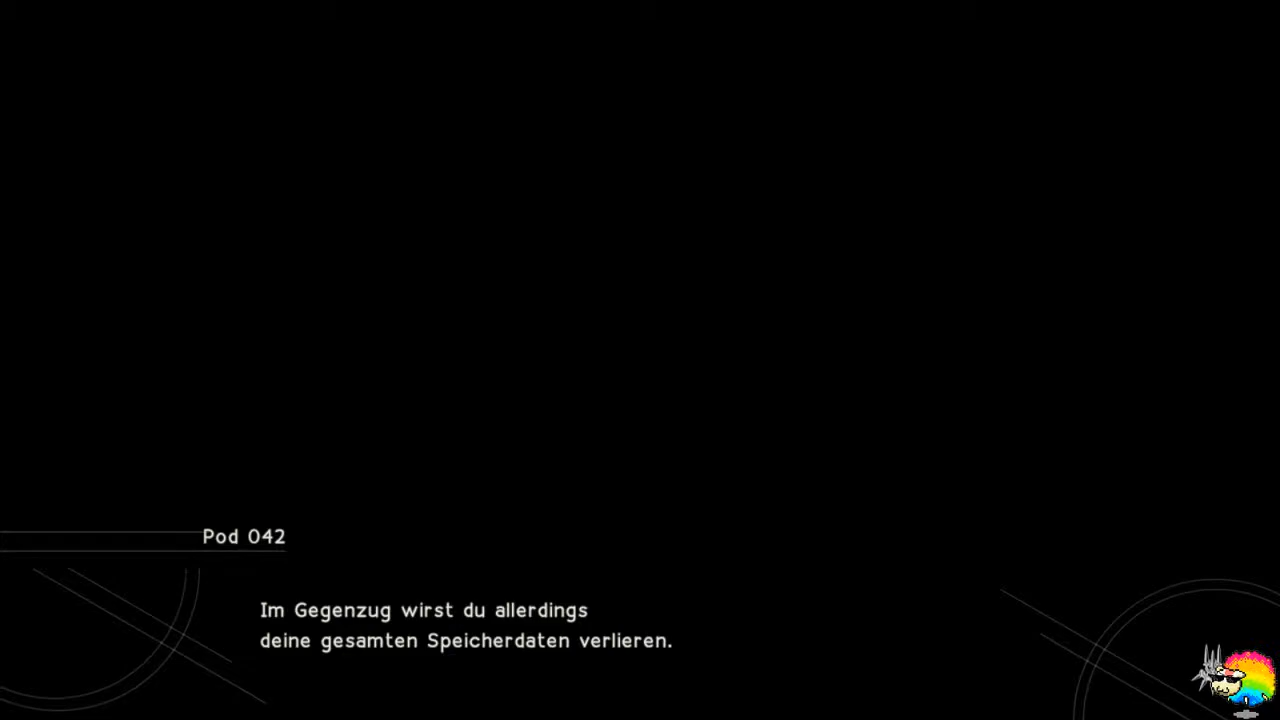 Pod 042
Im Gegenzug wirst du allerdings
deine gesamten Speicherdaten verlieren.